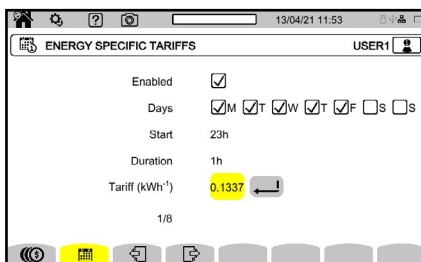 13/04/21 11:53
ENERGY SPECIFIC TARIFFS USER1
Enabled
Days M T W T F S S
Start 23h
Duration 1h
Tariff (kWh-1) 0.1337
1/8